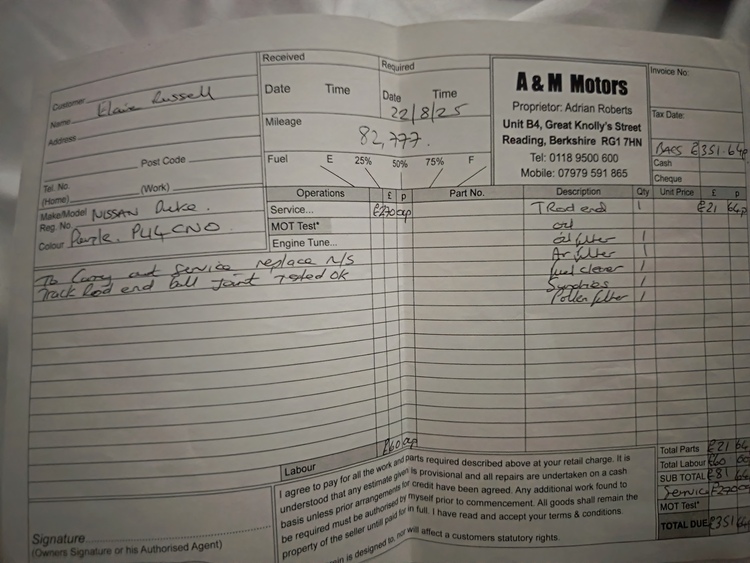 Received
Required
Customer
Name Elaine Russell
Address
Post Code
Tel. No.
(Home) (Work)
Make/Model NISSAN Juke.
Reg. No.
Colour Purple. PU4CNO.
Date Time
Date Time
22/8/25
Mileage
82,777.
Fuel E 25% 50% 75% F
A & M Motors
Proprietor: Adrian Roberts
Unit B4, Great Knolly's Street
Reading, Berkshire RG1 7HN
Tel: 0118 9500 600
Mobile: 07979 591 865
Invoice No:
Tax Date:
BACS £351.64p
Cash
Cheque
Operations £ p Part No. Description Qty Unit Price £ p
Service... £270 op T Rod end 1 £21 64p
MOT Test* oil
Engine Tune... oil filter 1
Air filter 1
fuel cleaner 1
Sundries 1
Pollen filter 1
To Carry out Service replace N/S
Track Rod end ball joint Tested OK
Labour £60 op
I agree to pay for all the work and parts required described above at your retail charge. It is
understood that any estimate given is provisional and all repairs are undertaken on a cash
basis unless prior arrangements for credit have been agreed. Any additional work found to
be required must be authorised by myself prior to commencement. All goods shall remain the
property of the seller until paid for in full. I have read and accept your terms & conditions.
is designed to, nor will affect a customers statutory rights.
Signature
(Owners Signature or his Authorised Agent)
Total Parts £21 64
Total Labour £60 00
SUB TOTAL £81 64
Service £270 00
MOT Test*
TOTAL DUE £351 64